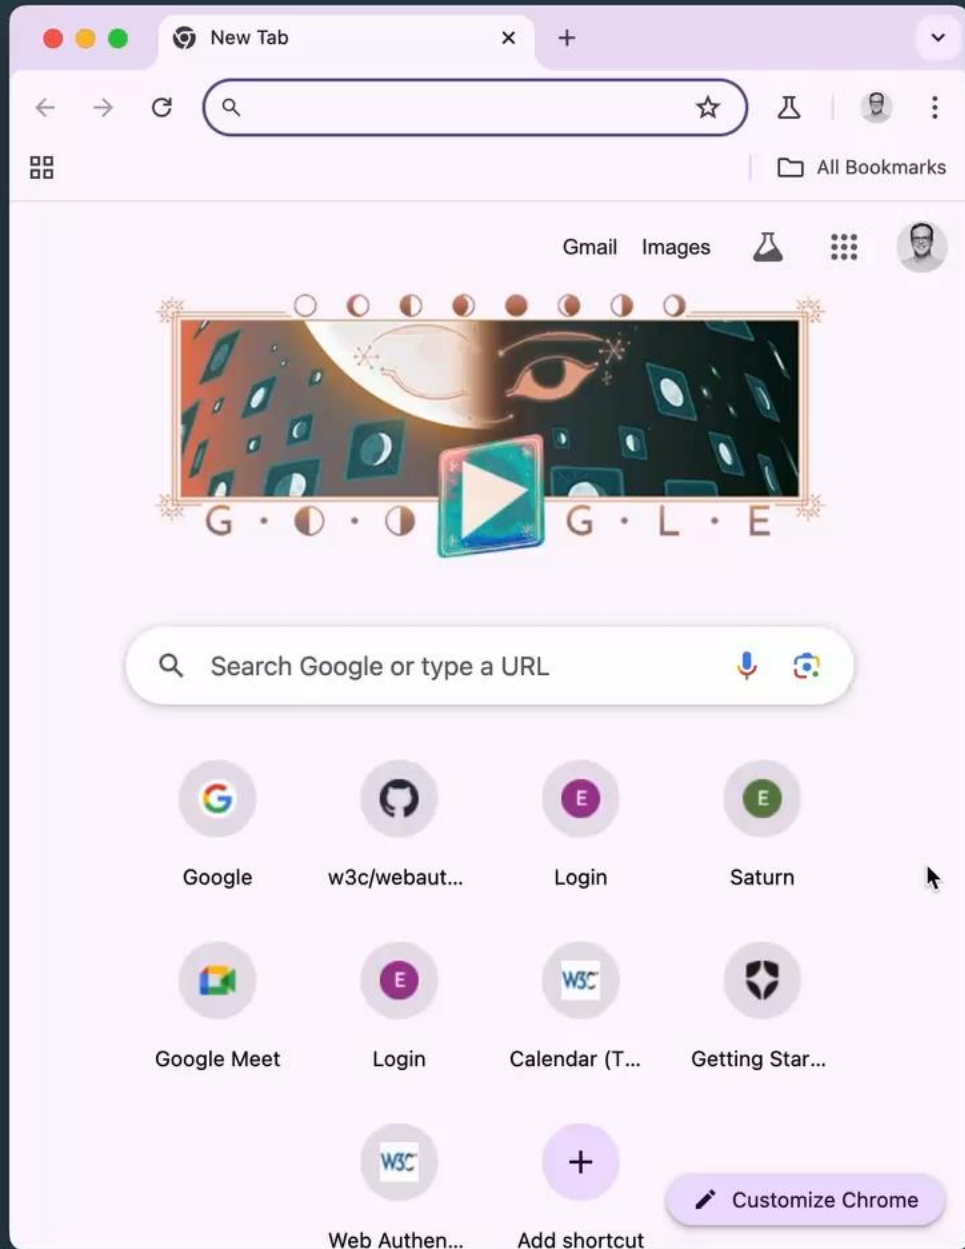 New Tab
All Bookmarks
Gmail Images
G · O · O G · L · E
Search Google or type a URL
G E E
Google w3c/webaut... Login Saturn
E W3C
Google Meet Login Calendar (T... Getting Star...
W3C
Customize Chrome
Web Authen... Add shortcut